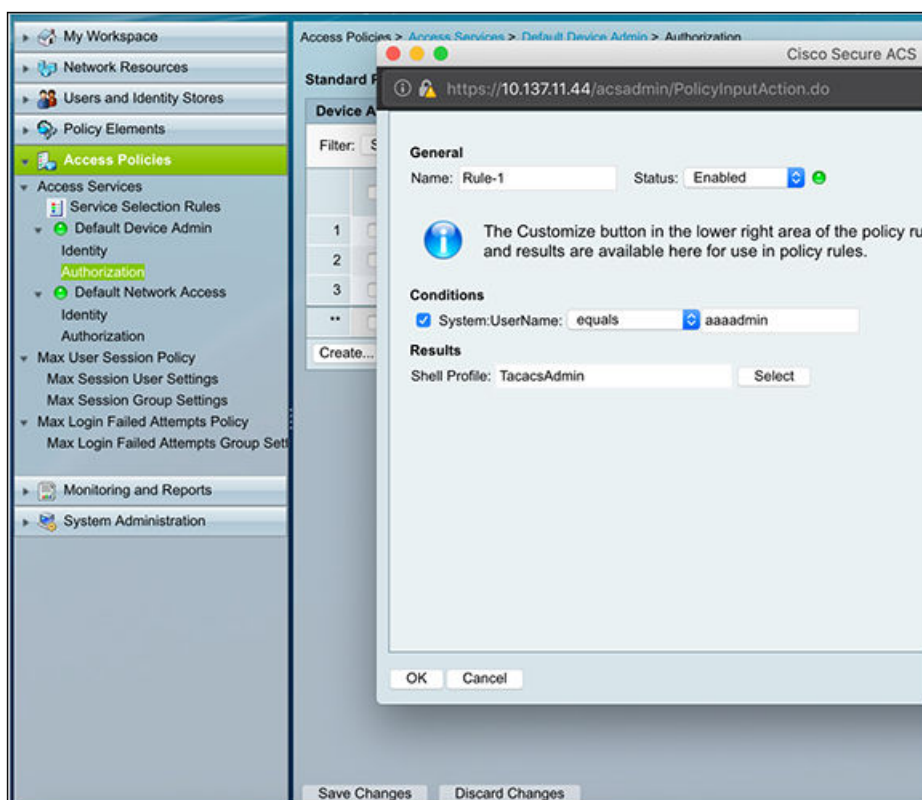 My Workspace
Network Resources
Users and Identity Stores
Policy Elements
Access Policies
Access Services
Service Selection Rules
Default Device Admin
Identity
Authorization
Default Network Access
Identity
Authorization
Max User Session Policy
Max Session User Settings
Max Session Group Settings
Max Login Failed Attempts Policy
Max Login Failed Attempts Group Sett
Monitoring and Reports
System Administration
Access Policies > Access Services > Default Device Admin > Authorization
Standard P
Device A
Filter: S
1
2
3
**
Create...
Cisco Secure ACS
https://10.137.11.44/acsadmin/PolicyInputAction.do
General
Name: Rule-1 Status: Enabled
The Customize button in the lower right area of the policy ru
and results are available here for use in policy rules.
Conditions
System:UserName: equals aaaadmin
Results
Shell Profile: TacacsAdmin Select
OK Cancel
Save Changes Discard Changes